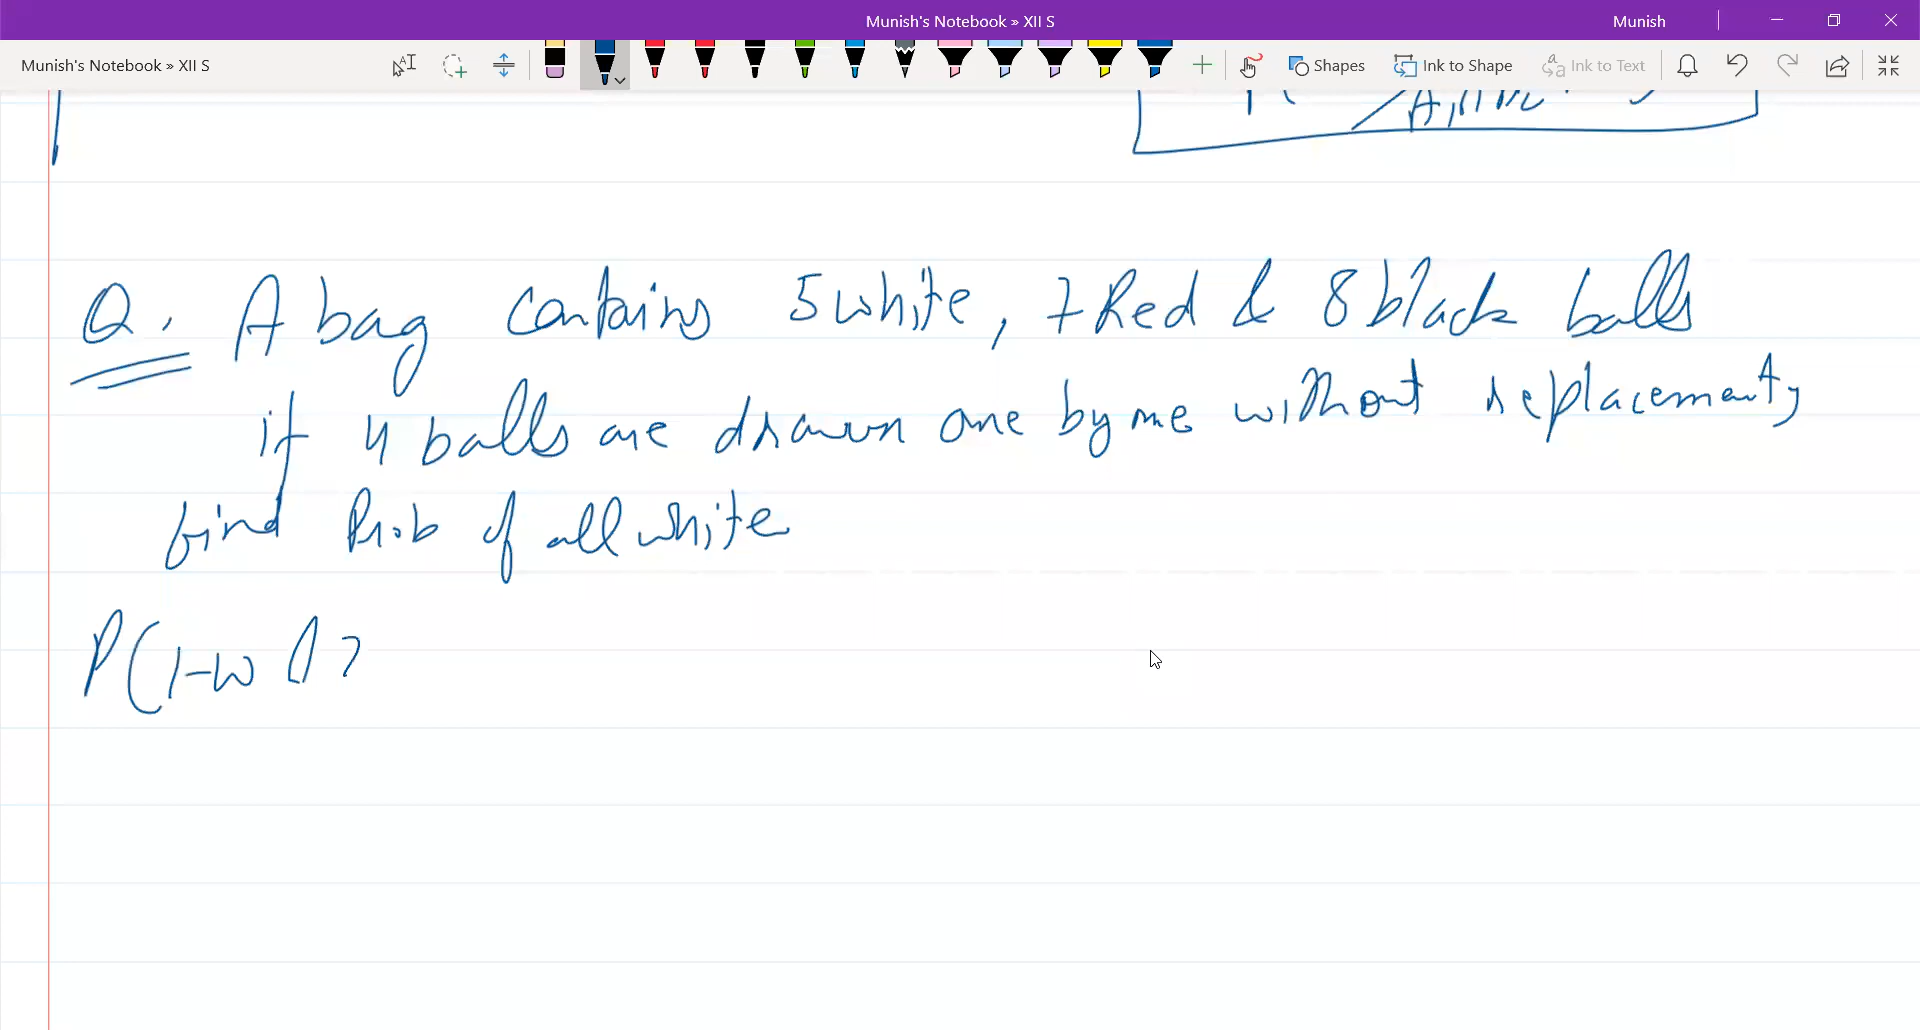 Munish's Notebook » XII S
Munish
Munish's Notebook » XII S
Shapes
Ink to Shape
Ink to Text
Q. A bag contains 5 white, 7 Red & 8 black balls
if 4 balls are drawn one by one without replacement,
find Prob of all white
P(1-W ∩ 2